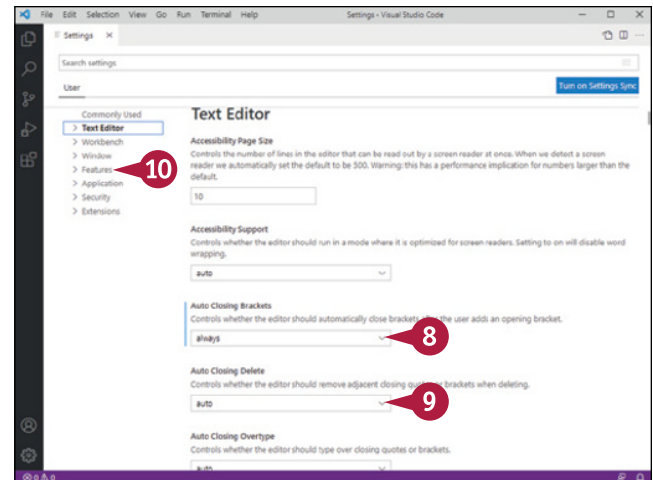 File Edit Selection View Go Run Terminal Help Settings - Visual Studio Code
Settings
Search settings
User
Turn on Settings Sync
Commonly Used
Text Editor
Workbench
Window
Features
Application
Security
Extensions
10
Text Editor
Accessibility Page Size
Controls the number of lines in the editor that can be read out by a screen reader at once. When we detect a screen
reader we automatically set the default to be 500. Warning: this has a performance implication for numbers larger than the
default.
10
Accessibility Support
Controls whether the editor should run in a mode where it is optimized for screen readers. Setting to on will disable word
wrapping.
auto
Auto Closing Brackets
Controls whether the editor should automatically close brackets after the user adds an opening bracket.
always
8
Auto Closing Delete
Controls whether the editor should remove adjacent closing quotes or brackets when deleting.
auto
9
Auto Closing Overtype
Controls whether the editor should type over closing quotes or brackets.
auto
0 0